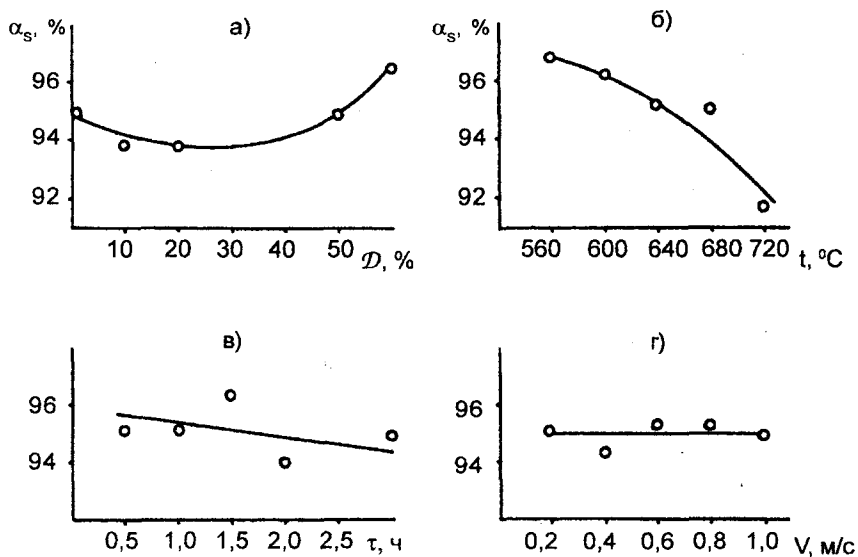 αs, %
а)
96
94
92
10 20 30 40 50
𝒟, %
αs, %
б)
96
94
92
560 600 640 680 720
t, ºC
в)
96
94
0,5 1,0 1,5 2,0 2,5 τ, ч
г)
96
94
0,2 0,4 0,6 0,8 1,0 V, м/с